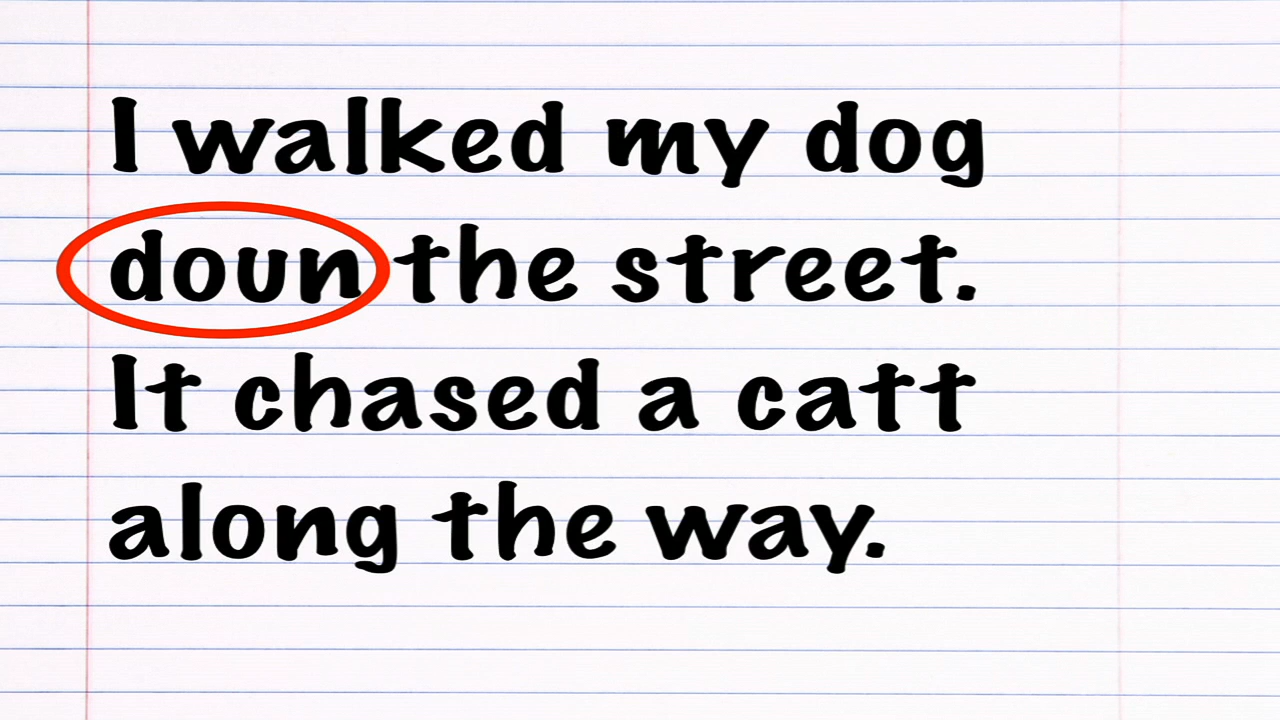 I walked my dog
doun the street.
It chased a catt
along the way.